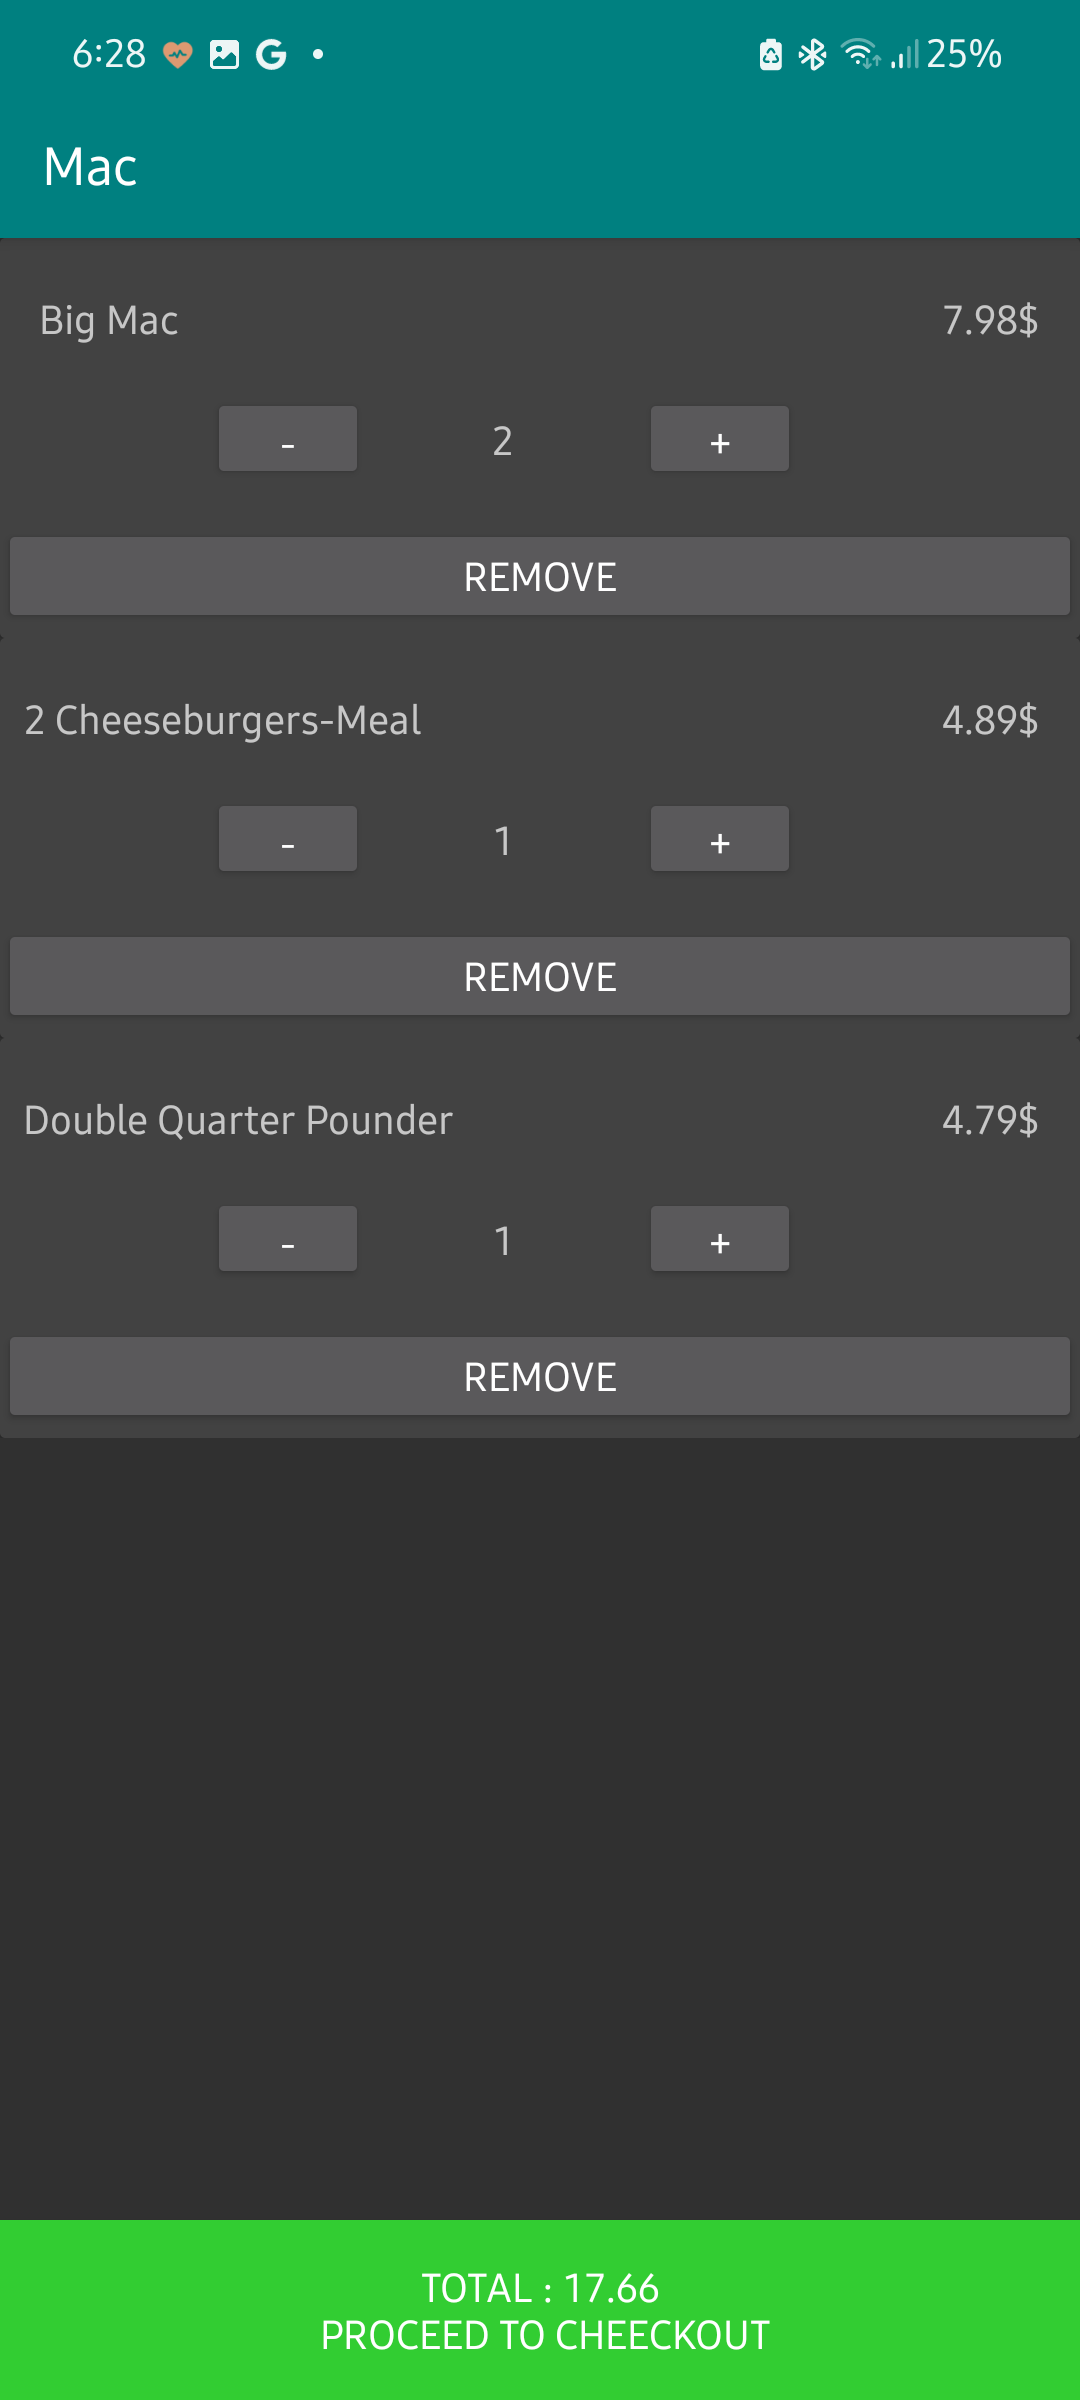 6:28 25%
Mac
Big Mac 7.98$
- 2 +
REMOVE
2 Cheeseburgers-Meal 4.89$
- 1 +
REMOVE
Double Quarter Pounder 4.79$
- 1 +
REMOVE
TOTAL : 17.66
PROCEED TO CHEECKOUT